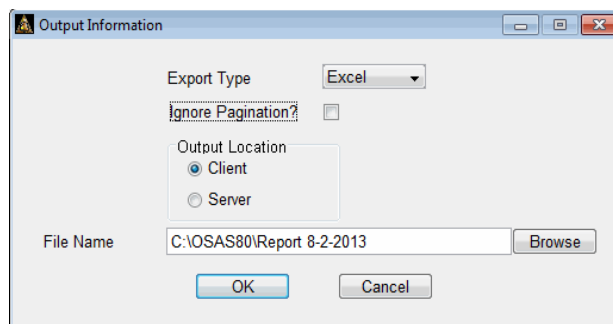 Output Information
Export Type Excel
Ignore Pagination?
Output Location
Client
Server
File Name C:\OSAS80\Report 8-2-2013 Browse
OK Cancel